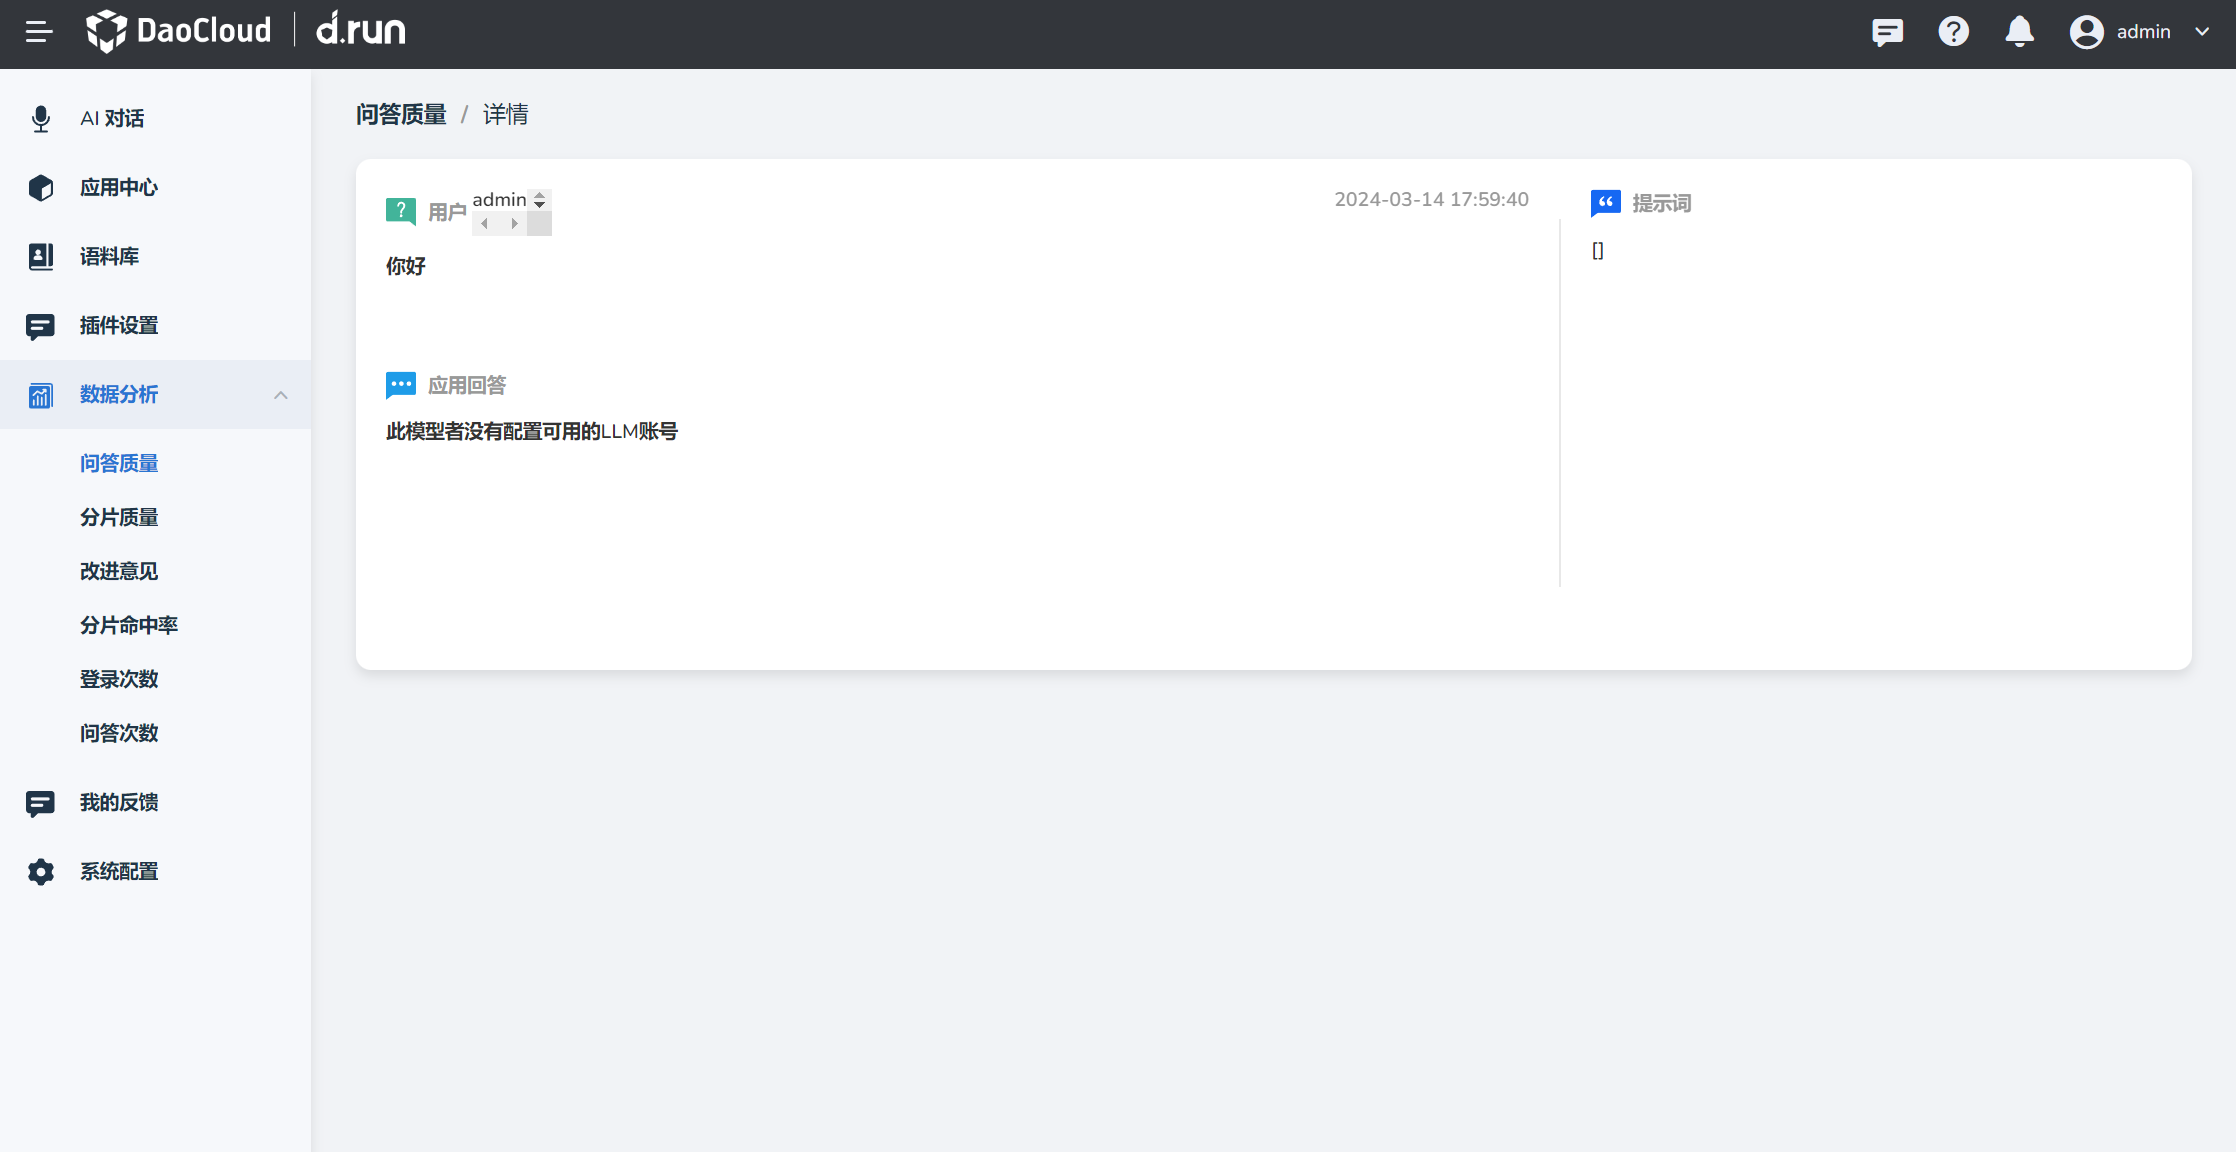 DaoCloud d.run
admin
AI 对话
应用中心
语料库
插件设置
数据分析
问答质量
分片质量
改进意见
分片命中率
登录次数
问答次数
我的反馈
系统配置
问答质量 / 详情
用户 admin
2024-03-14 17:59:40
你好
应用回答
此模型者没有配置可用的LLM账号
提示词
[]